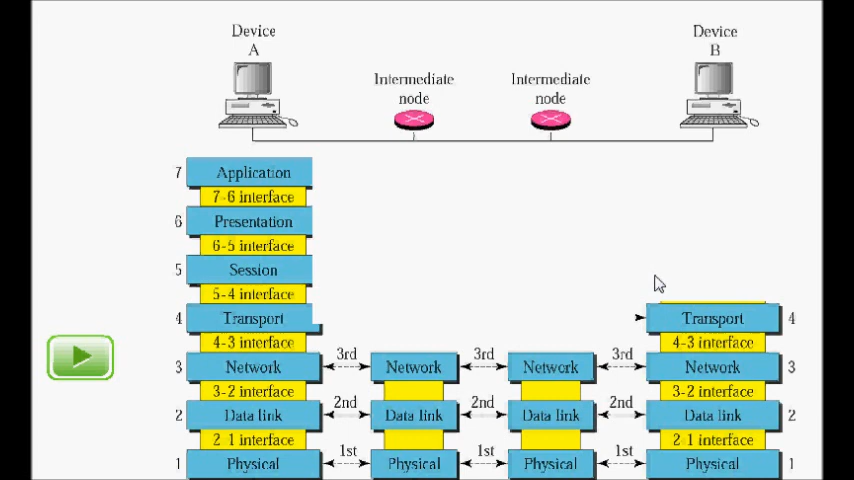 Device
A
Device
B
Intermediate
node
Intermediate
node
7 Application
7-6 interface
6 Presentation
6-5 interface
5 Session
5-4 interface
4 Transport
Transport 4
4-3 interface
4-3 interface
3 Network 3rd Network 3rd Network 3rd Network 3
3-2 interface
3-2 interface
2 Data link 2nd Data link 2nd Data link 2nd Data link 2
2-1 interface
2-1 interface
1 Physical 1st Physical 1st Physical 1st Physical 1